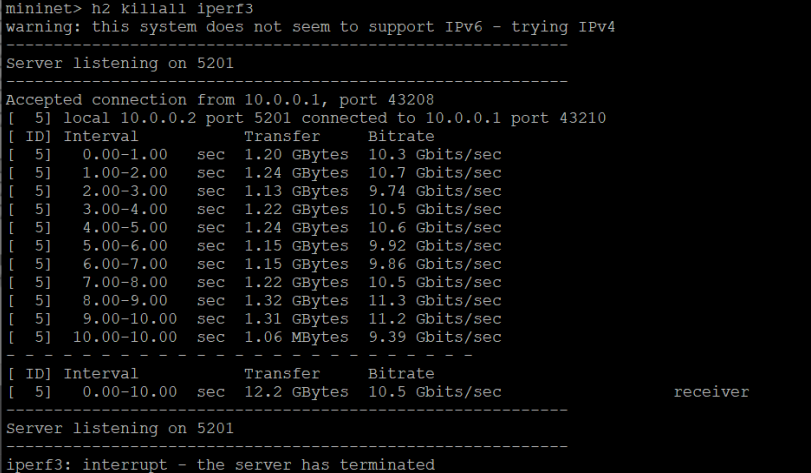 mininet> h2 killall iperf3
warning: this system does not seem to support IPv6 - trying IPv4
-----------------------------------------------------------
Server listening on 5201
-----------------------------------------------------------
Accepted connection from 10.0.0.1, port 43208
[  5] local 10.0.0.2 port 5201 connected to 10.0.0.1 port 43210
[ ID] Interval           Transfer     Bitrate
[  5]   0.00-1.00   sec  1.20 GBytes  10.3 Gbits/sec
[  5]   1.00-2.00   sec  1.24 GBytes  10.7 Gbits/sec
[  5]   2.00-3.00   sec  1.13 GBytes  9.74 Gbits/sec
[  5]   3.00-4.00   sec  1.22 GBytes  10.5 Gbits/sec
[  5]   4.00-5.00   sec  1.24 GBytes  10.6 Gbits/sec
[  5]   5.00-6.00   sec  1.15 GBytes  9.92 Gbits/sec
[  5]   6.00-7.00   sec  1.15 GBytes  9.86 Gbits/sec
[  5]   7.00-8.00   sec  1.22 GBytes  10.5 Gbits/sec
[  5]   8.00-9.00   sec  1.32 GBytes  11.3 Gbits/sec
[  5]   9.00-10.00  sec  1.31 GBytes  11.2 Gbits/sec
[  5]  10.00-10.00  sec  1.06 MBytes  9.39 Gbits/sec
- - - - - - - - - - - - - - - - - - - - - - - - -
[ ID] Interval           Transfer     Bitrate
[  5]   0.00-10.00  sec  12.2 GBytes  10.5 Gbits/sec                  receiver
-----------------------------------------------------------
Server listening on 5201
-----------------------------------------------------------
iperf3: interrupt - the server has terminated